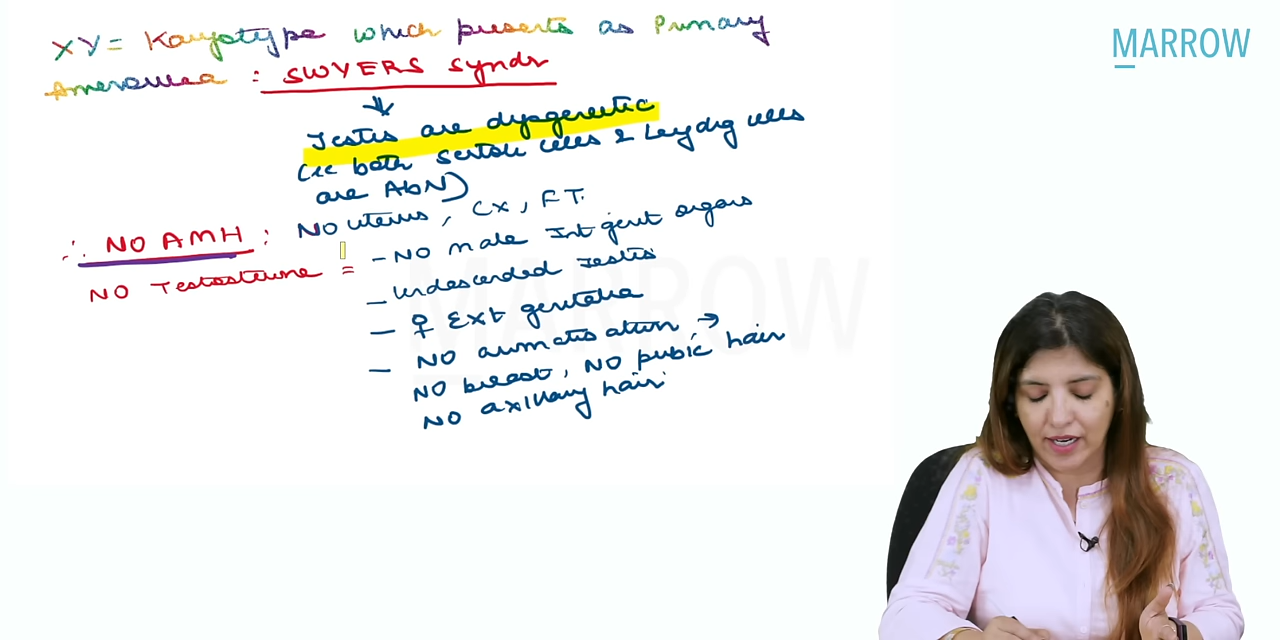 XY = Karyotype which presents as Primary
Amenorrhea : SWYERS syndr
MARROW
Testis are dysgenetic
(ie both sertoli cells & Leydig cells
are AbN)
∴ NO AMH : NO uterus, Cx, F.T.
NO Testosterone = – NO male Int genit organs
– undescended Testis
– ♀ Ext genitalia
– NO aromatisation →
NO breast, NO pubic hair
NO axillary hair
MARROW